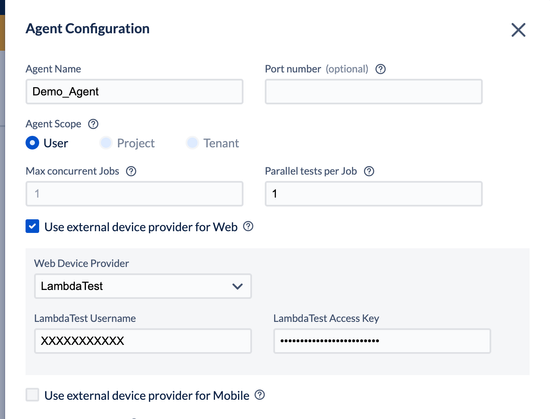 Agent Configuration
Agent Name
Port number (optional)
Demo_Agent
Agent Scope
User Project Tenant
Max concurrent Jobs
Parallel tests per Job
1
1
Use external device provider for Web
Web Device Provider
LambdaTest
LambdaTest Username
LambdaTest Access Key
XXXXXXXXXXX
•••••••••••••••••••••••••
Use external device provider for Mobile